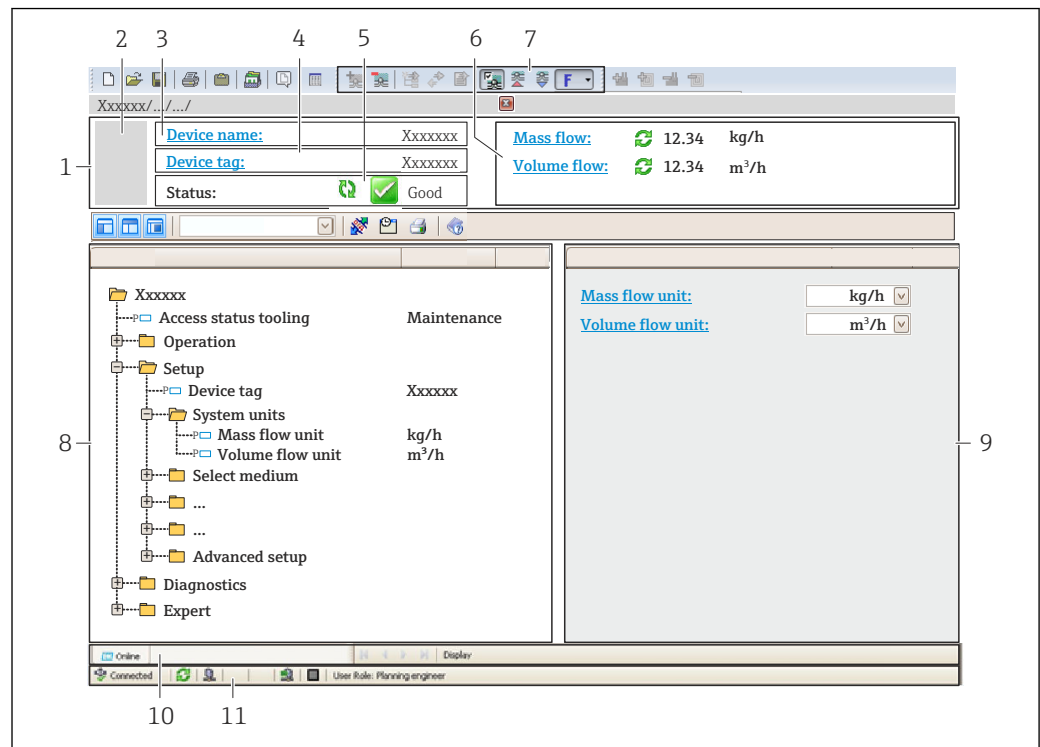 2 3 4 5 6 7
F
Xxxxxx/.../.../
1
Device name: Xxxxxxx
Device tag: Xxxxxxx
Status: Good
Mass flow: 12.34 kg/h
Volume flow: 12.34 m³/h
Xxxxxx
P Access status tooling Maintenance
Operation
Setup
P Device tag Xxxxxx
System units
P Mass flow unit kg/h
P Volume flow unit m³/h
Select medium
...
...
Advanced setup
Diagnostics
Expert
Mass flow unit: kg/h
Volume flow unit: m³/h
8
9
Online Display
Connected User Role: Planning engineer
10 11